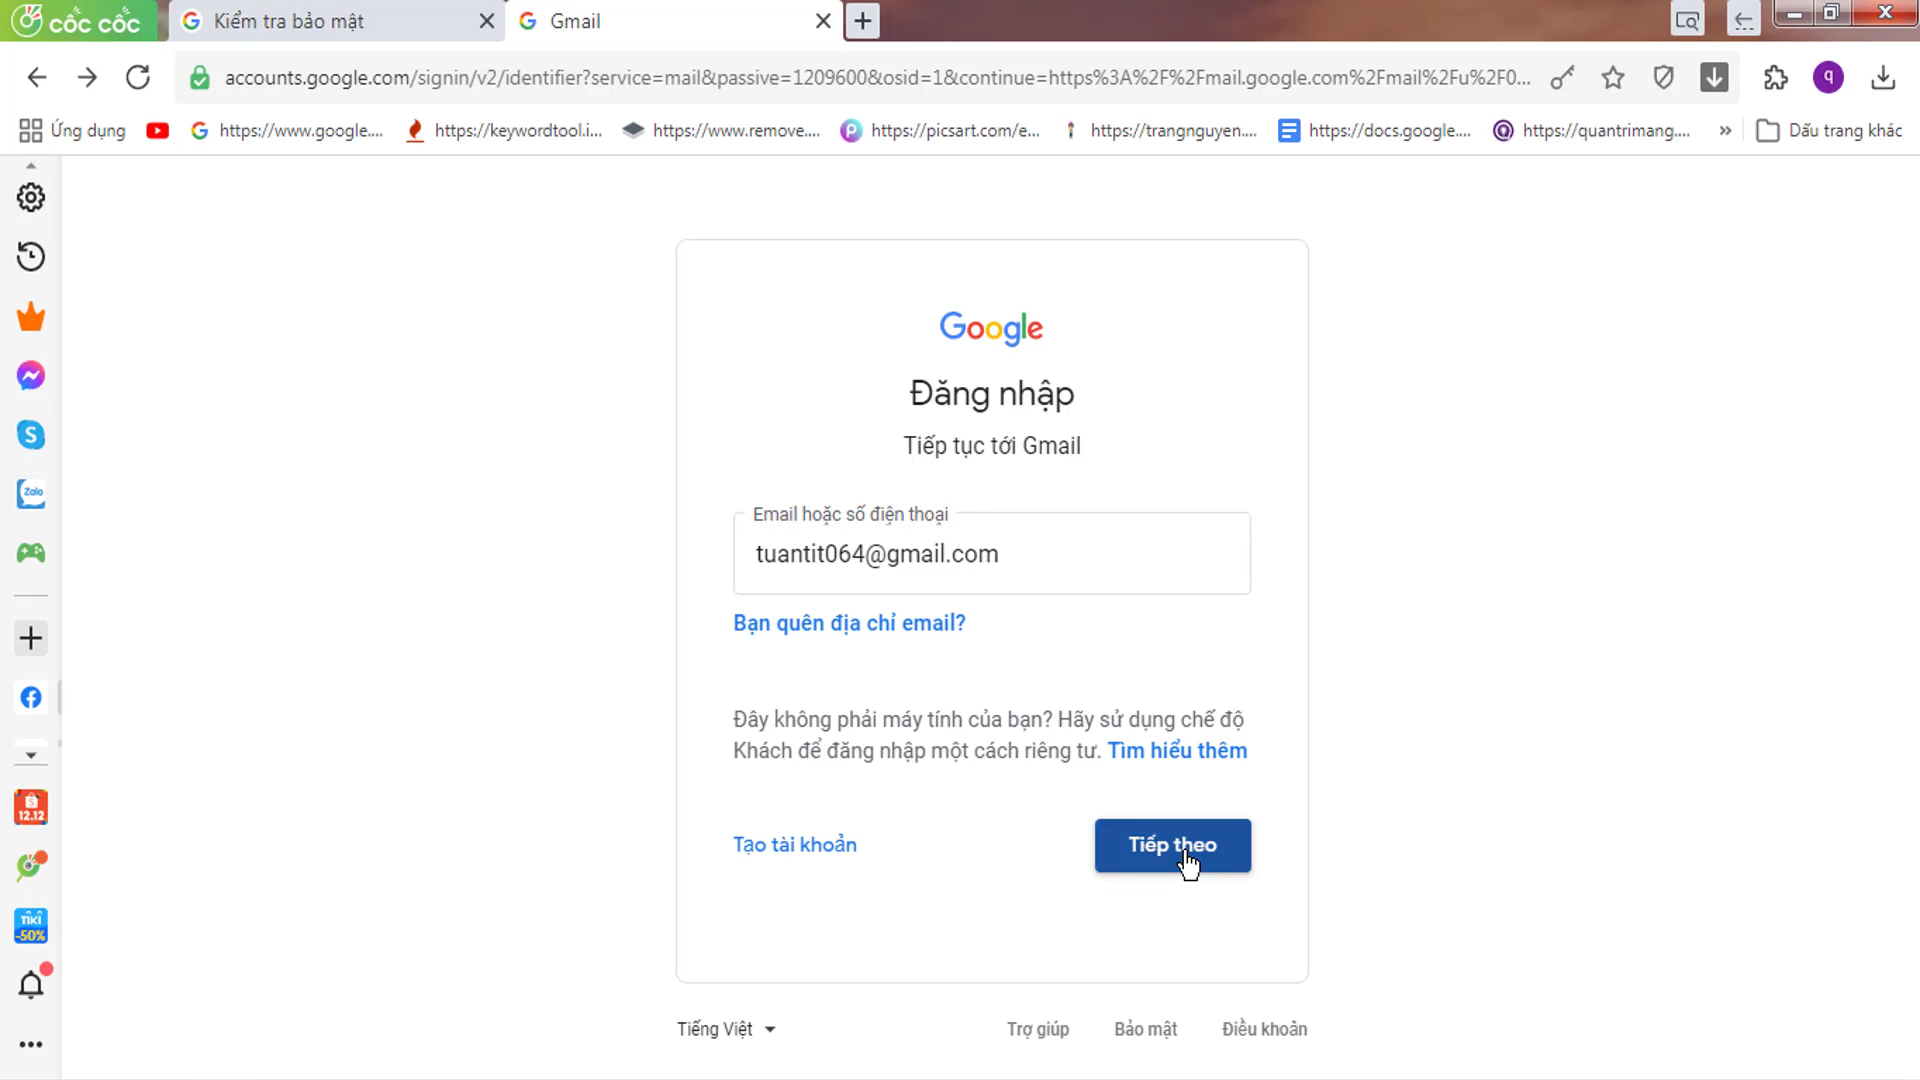 cốc cốc
Kiểm tra bảo mật
Gmail
accounts.google.com/signin/v2/identifier?service=mail&passive=1209600&osid=1&continue=https%3A%2F%2Fmail.google.com%2Fmail%2Fu%2F0...
q
Ứng dụng
https://www.google....
https://keywordtool.i...
https://www.remove....
https://picsart.com/e...
https://trangnguyen....
https://docs.google....
https://quantrimang....
»
Dấu trang khác
Google
Đăng nhập
Tiếp tục tới Gmail
Email hoặc số điện thoại
tuantit064@gmail.com
Bạn quên địa chỉ email?
Đây không phải máy tính của bạn? Hãy sử dụng chế độ
Khách để đăng nhập một cách riêng tư. Tìm hiểu thêm
Tạo tài khoản
Tiếp theo
Tiếng Việt
Trợ giúp
Bảo mật
Điều khoản
Zalo
12.12
TIKI
-50%